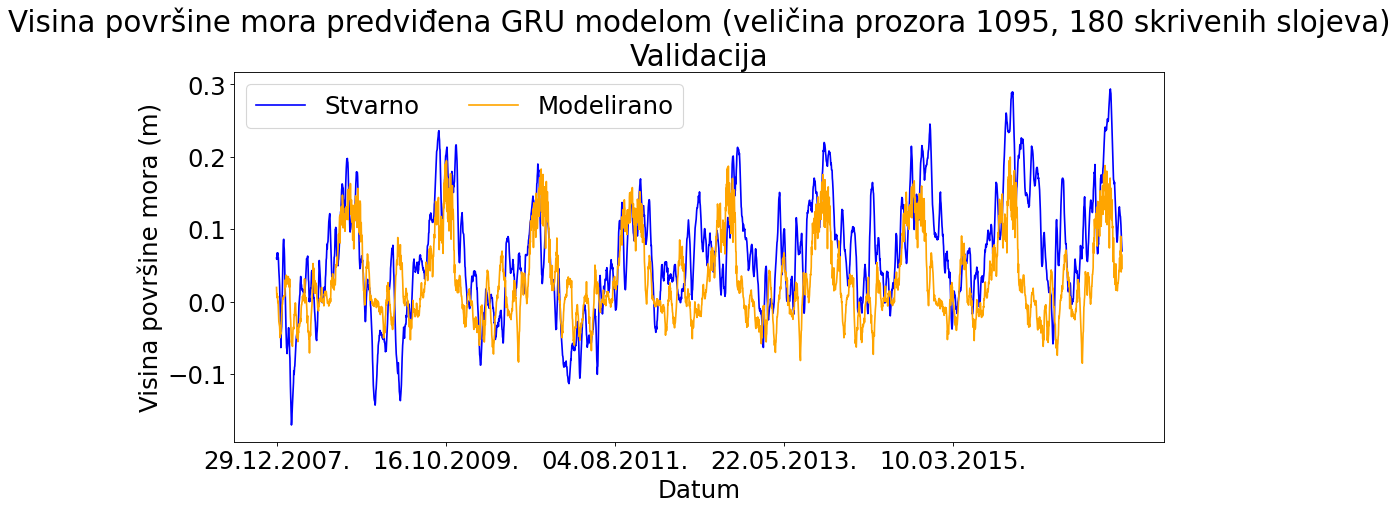 Visina površine mora predviđena GRU modelom (veličina prozora 1095, 180 skrivenih slojeva)
Validacija
Stvarno
Modelirano
Visina površine mora (m)
0.3
0.2
0.1
0.0
−0.1
29.12.2007.
16.10.2009.
04.08.2011.
22.05.2013.
10.03.2015.
Datum